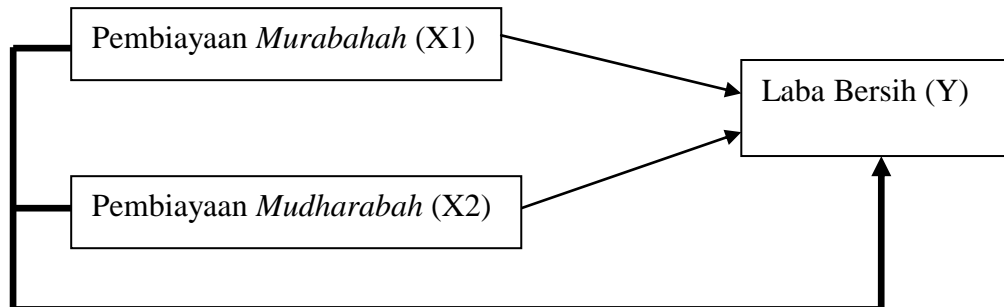 Pembiayaan Murabahah (X1)
Laba Bersih (Y)
Pembiayaan Mudharabah (X2)